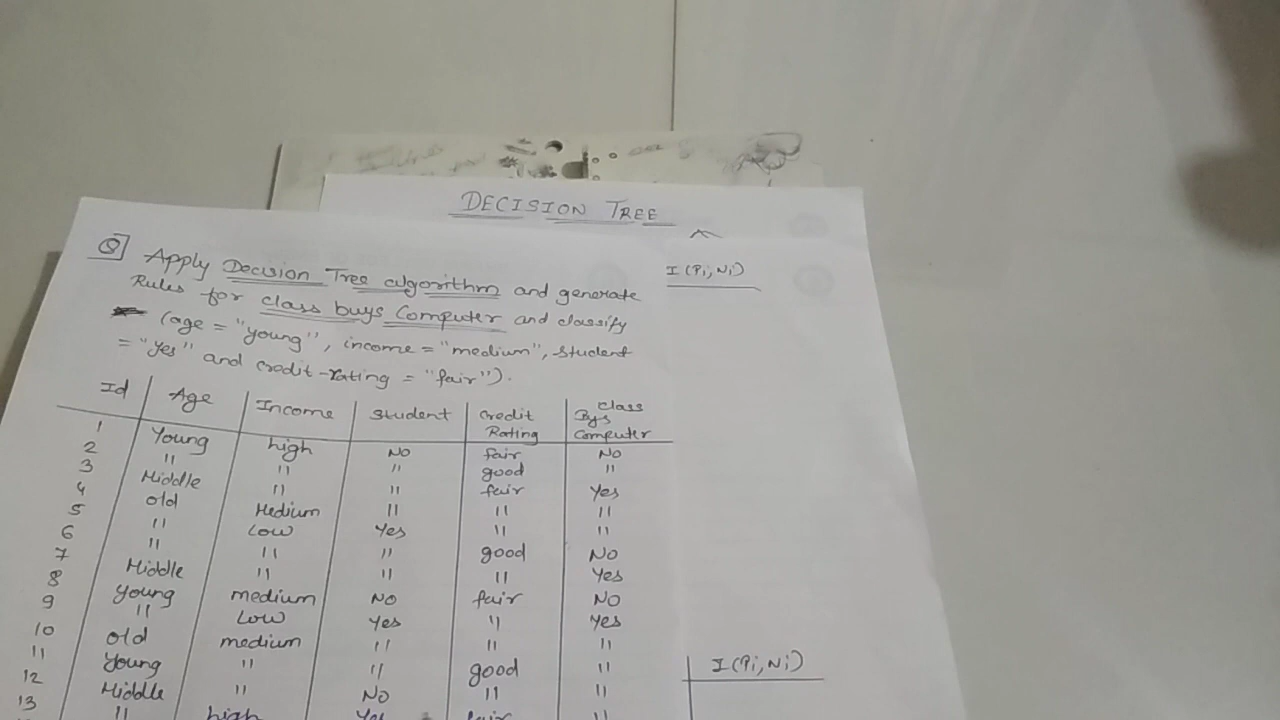 DECISION TREE
I(Pi,Ni)
Q] Apply Decision Tree algorithm and generate
Rules for class buys Computer and classify
(age = "young", income = "medium", student
= "Yes" and credit-rating = "fair").
Id Age Income Student Credit Rating Class Bys Computer
1 Young high No fair No
2 " " " good "
3 Middle " " fair Yes
4 old Medium " " "
5 " Low Yes " "
6 " " " good No
7 Middle " " " Yes
8 young medium No fair No
9 " Low Yes " Yes
10 old medium " " "
11 Young " " good "
12 Middle " No " "
13 " high Yes fair "
I(Pi,Ni)